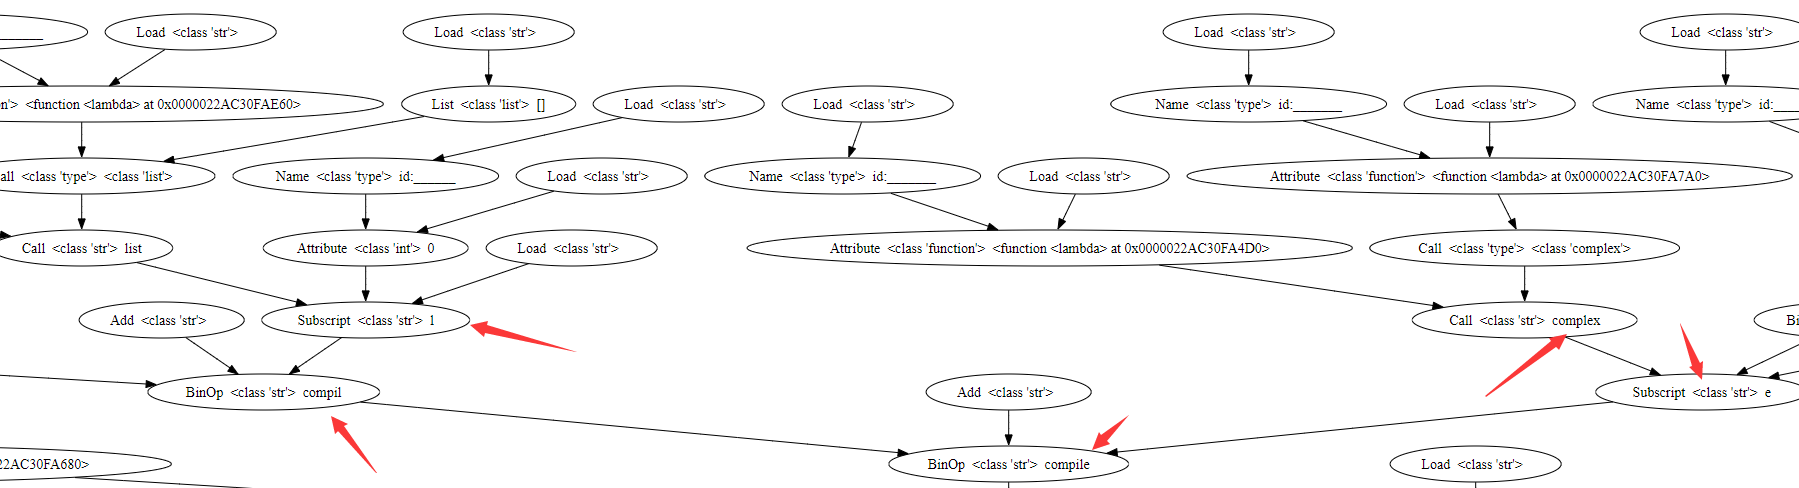 ________
Load <class 'str'>
Load <class 'str'>
Load <class 'str'>
Load <class 'str'>
on'> <function <lambda> at 0x0000022AC30FAE60>
List <class 'list'> []
Load <class 'str'>
Load <class 'str'>
Name <class 'type'> id:_________
Load <class 'str'>
Name <class 'type'> id:____
all <class 'type'> <class 'list'>
Name <class 'type'> id:______
Load <class 'str'>
Name <class 'type'> id:_______
Load <class 'str'>
Attribute <class 'function'> <function <lambda> at 0x0000022AC30FA7A0>
Call <class 'str'> list
Attribute <class 'int'> 0
Load <class 'str'>
Attribute <class 'function'> <function <lambda> at 0x0000022AC30FA4D0>
Call <class 'type'> <class 'complex'>
Add <class 'str'>
Subscript <class 'str'> l
Call <class 'str'> complex
Bi
BinOp <class 'str'> compil
Add <class 'str'>
Subscript <class 'str'> e
22AC30FA680>
BinOp <class 'str'> compile
Load <class 'str'>